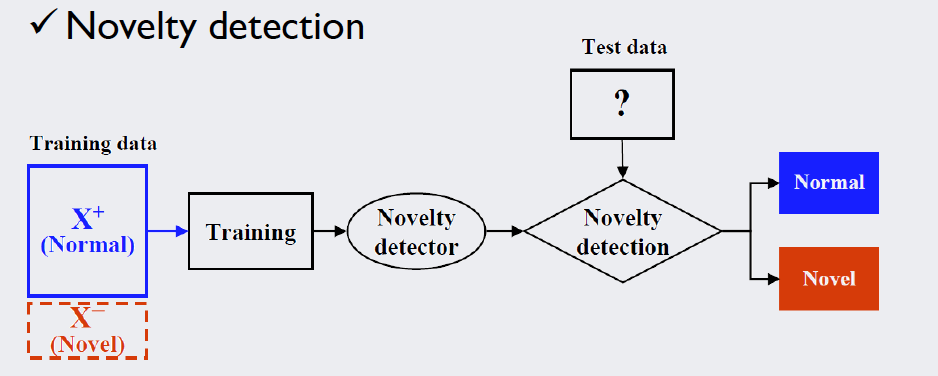 ✓ Novelty detection
Test data
?
Training data
X⁺
(Normal)
Training
Novelty
detector
Novelty
detection
Normal
Novel
X⁻
(Novel)